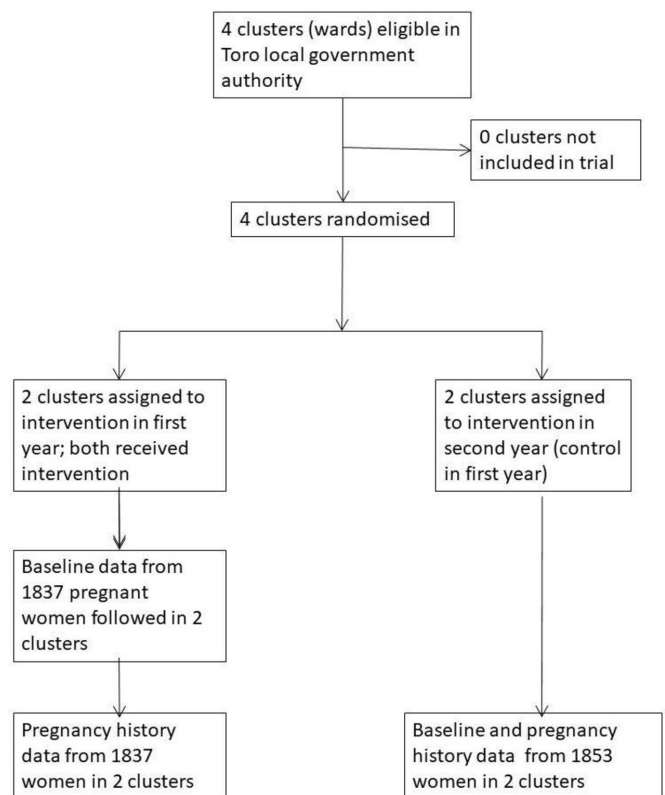 4 clusters (wards) eligible in
Toro local government
authority
0 clusters not
included in trial
4 clusters randomised
2 clusters assigned to
intervention in first
year; both received
intervention
2 clusters assigned
to intervention in
second year (control
in first year)
Baseline data from
1837 pregnant
women followed in 2
clusters
Pregnancy history
data from 1837
women in 2 clusters
Baseline and pregnancy
history data from 1853
women in 2 clusters